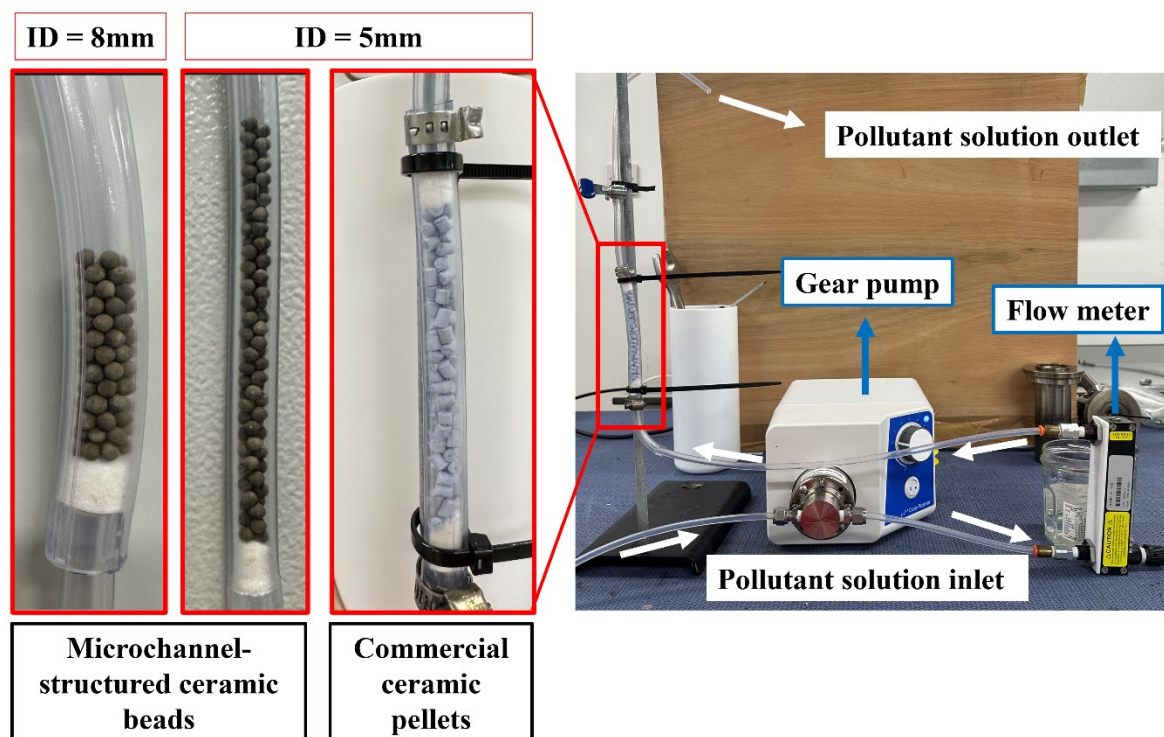 ID = 8mm
ID = 5mm
Pollutant solution outlet
Gear pump
Flow meter
Pollutant solution inlet
CAUTION
Microchannel-
structured ceramic
beads
Commercial
ceramic
pellets